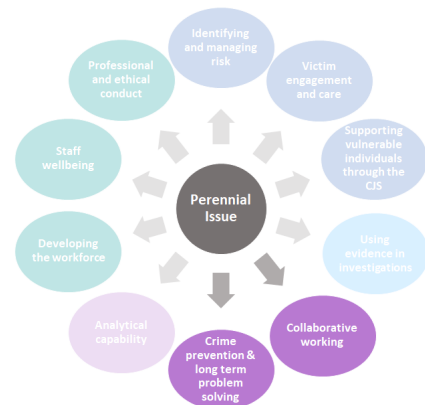 Identifying
and managing
risk
Victim
engagement
and care
Supporting
vulnerable
individuals
through the
CJS
Using
evidence in
investigations
Collaborative
working
Crime
prevention &
long term
problem
solving
Analytical
capability
Developing
the workforce
Staff
wellbeing
Professional
and ethical
conduct
Perennial
Issue